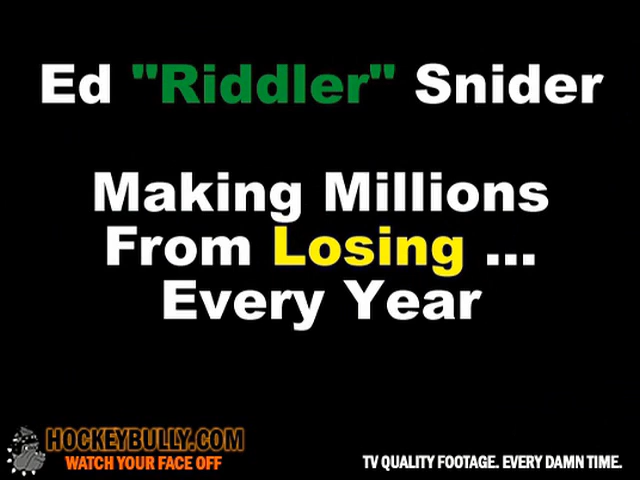 Ed "Riddler" Snider
Making Millions
From Losing ...
Every Year
HOCKEYBULLY.COM
WATCH YOUR FACE OFF
TV QUALITY FOOTAGE. EVERY DAMN TIME.